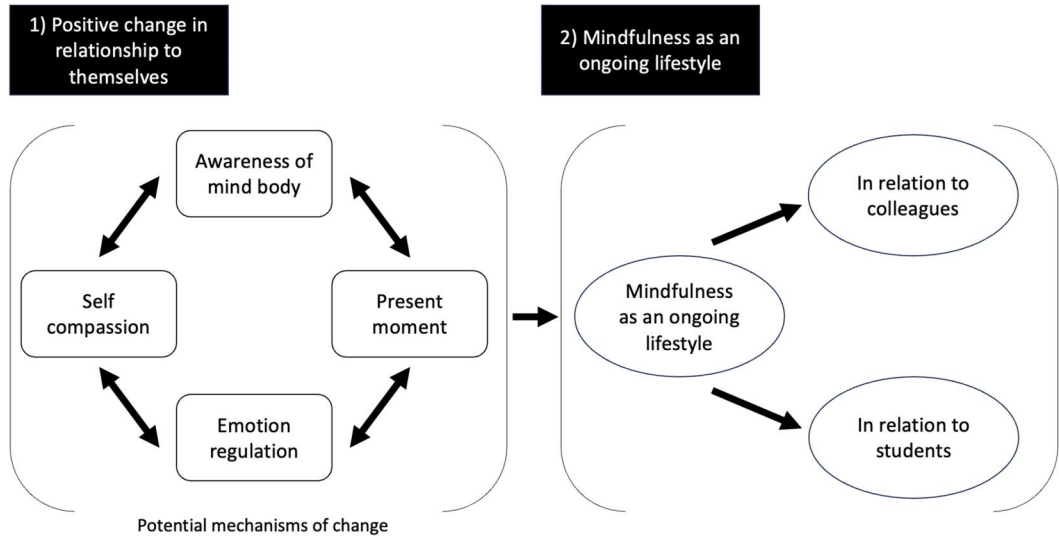 1) Positive change in
relationship to
themselves
2) Mindfulness as an
ongoing lifestyle
Awareness of
mind body
Self
compassion
Present
moment
Emotion
regulation
Potential mechanisms of change
Mindfulness
as an ongoing
lifestyle
In relation to
colleagues
In relation to
students